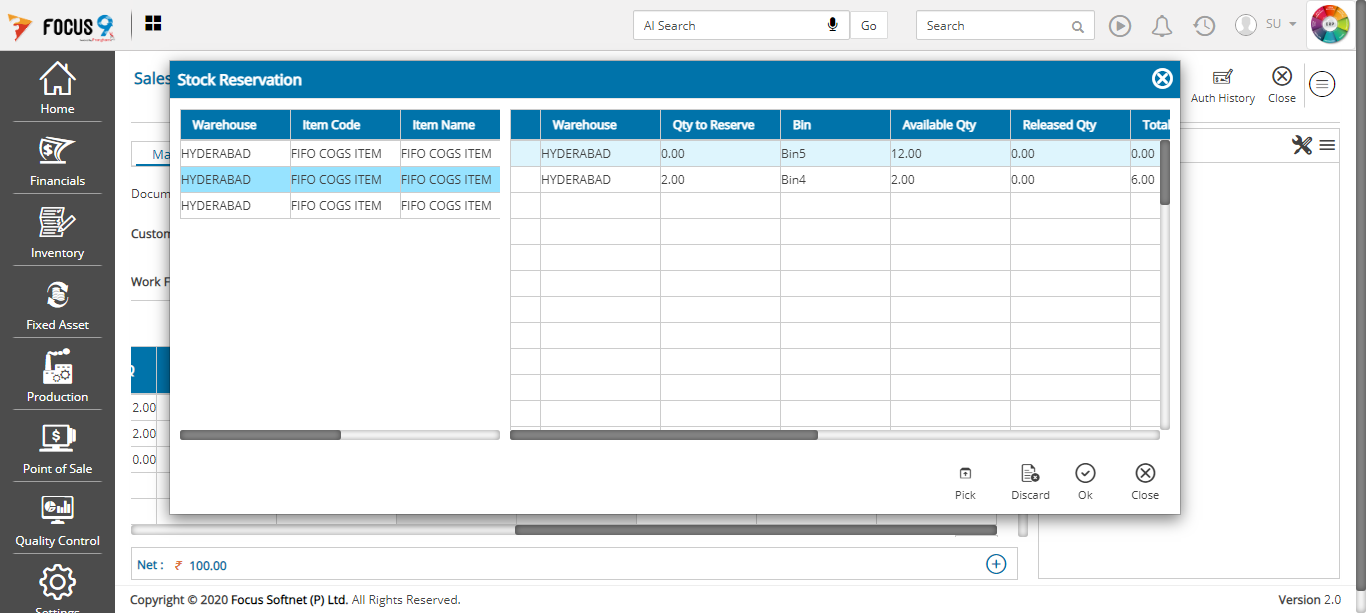 FOCUS 9
AI Search
Go
Search
SU
Home
Financials
Inventory
Fixed Asset
Production
Point of Sale
Quality Control
Settings
Sales
Auth History
Close
Ma
Docum
Custom
Work F
Q
2.00
2.00
0.00
Stock Reservation
Warehouse Item Code Item Name
HYDERABAD FIFO COGS ITEM FIFO COGS ITEM
HYDERABAD FIFO COGS ITEM FIFO COGS ITEM
HYDERABAD FIFO COGS ITEM FIFO COGS ITEM
Warehouse Qty to Reserve Bin Available Qty Released Qty Total
HYDERABAD 0.00 Bin5 12.00 0.00 0.00
HYDERABAD 2.00 Bin4 2.00 0.00 6.00
Pick
Discard
Ok
Close
Net : ₹ 100.00
Copyright © 2020 Focus Softnet (P) Ltd. All Rights Reserved.
Version 2.0